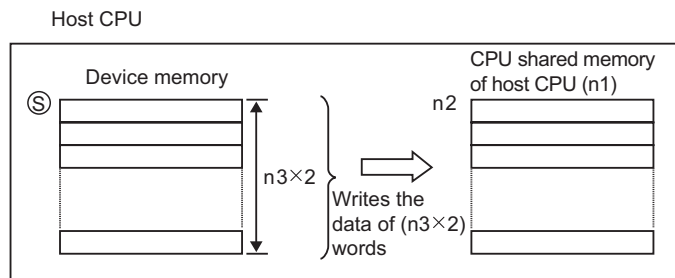 Host CPU
Device memory
CPU shared memory
of host CPU (n1)
Ⓢ
n2
n3×2
Writes the
data of (n3×2)
words